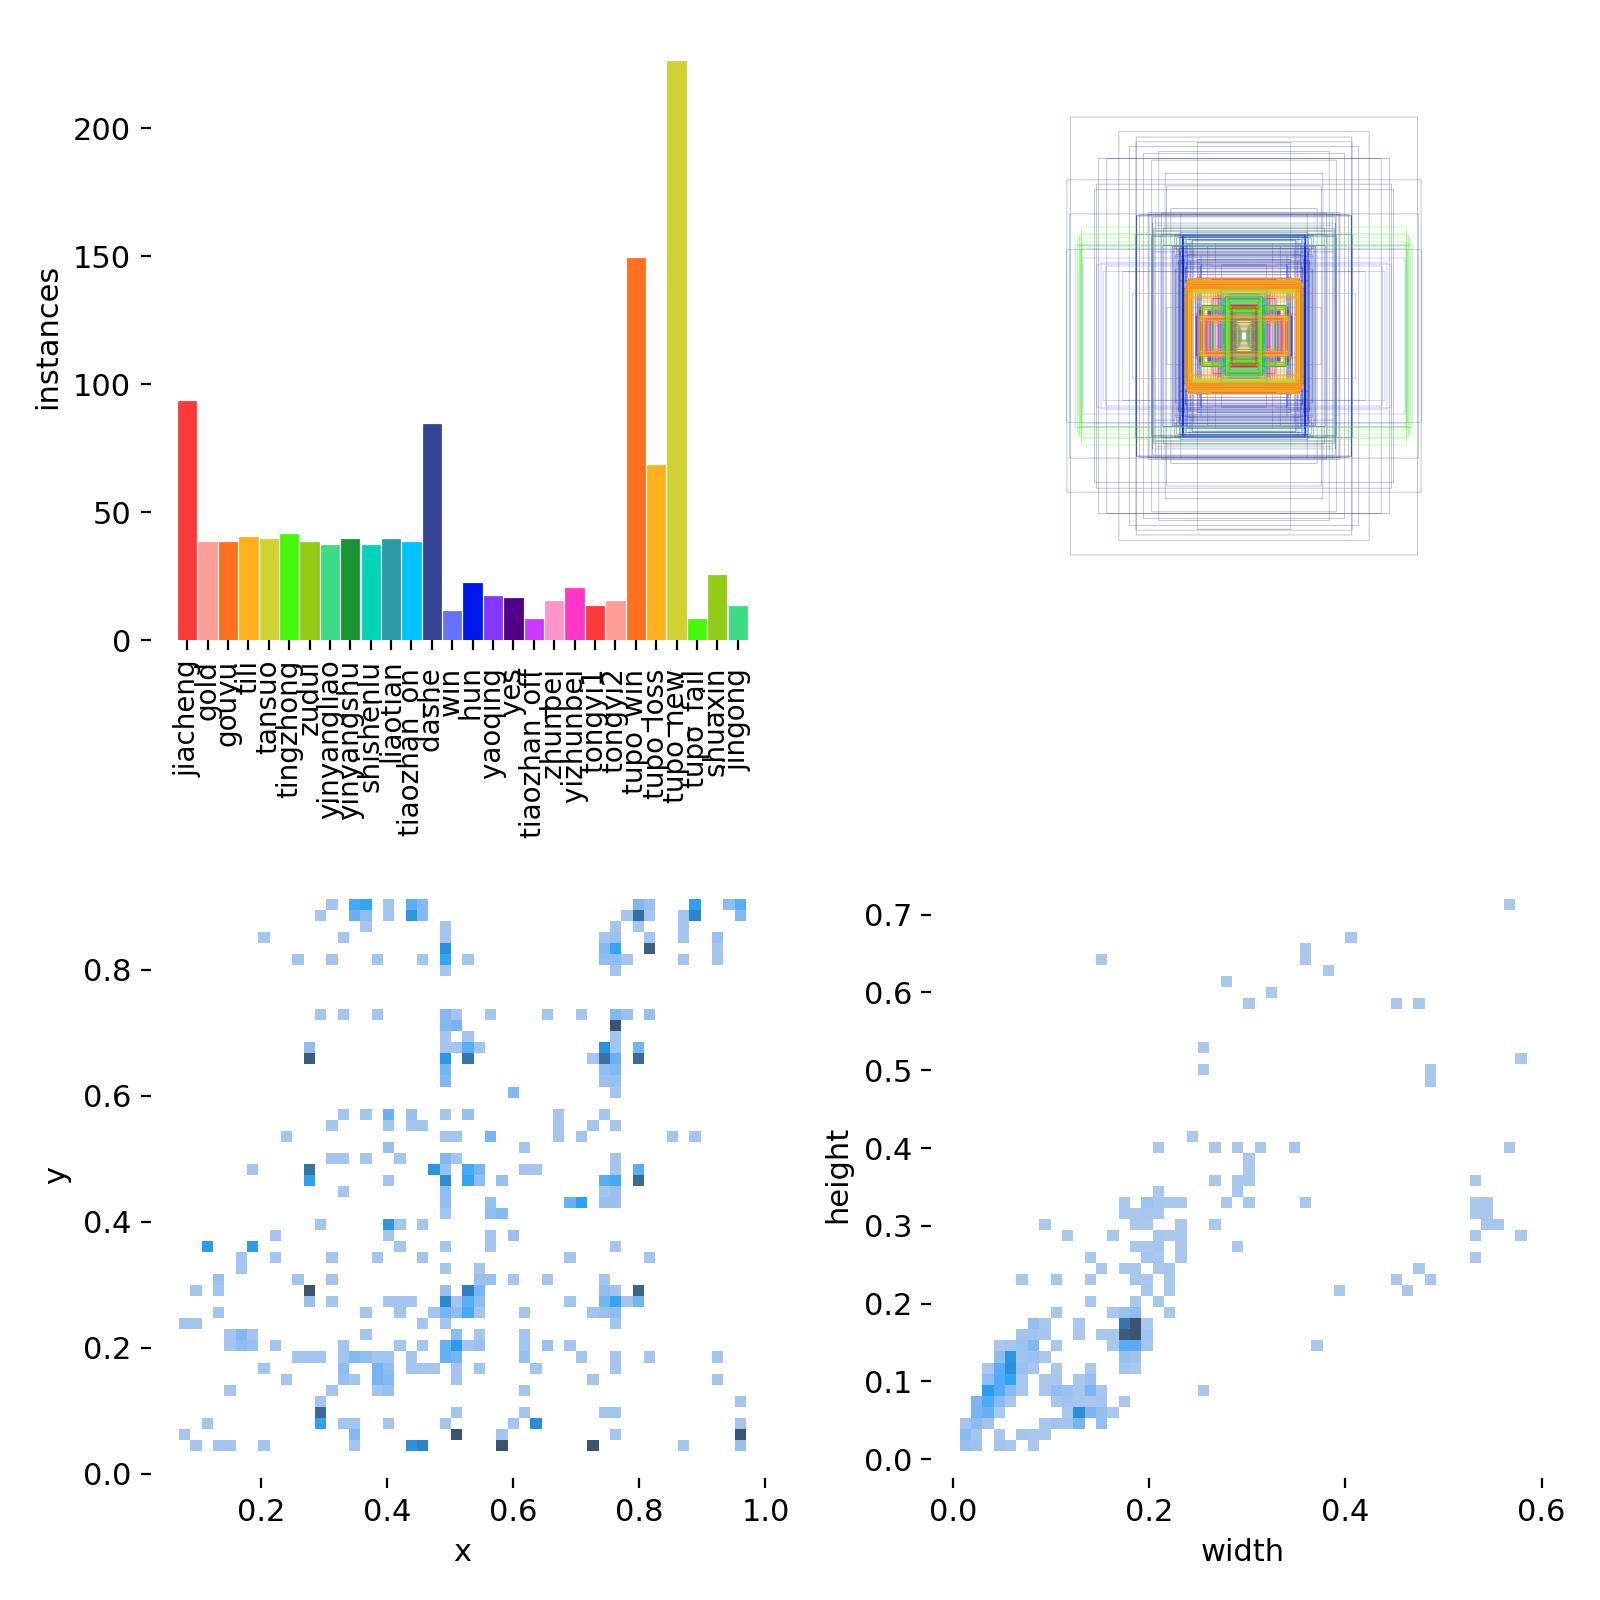 instances
200
150
100
50
0
jiacheng
gold
gouyu
tili
tansuo
tingzhong
zudui
yinyangliao
yinyangshu
shishenlu
liaotian
tiaozhan_on
dashe
win
hun
yaoqing
yes
tiaozhan_off
zhunbei
yizhunbei
tongyi1
tongyi2
tupo_win
tupo_loss
tupo_new
tupo_fail
shuaxin
jingong
y
0.8
0.6
0.4
0.2
0.0
0.2
0.4
0.6
0.8
1.0
x
height
0.7
0.6
0.5
0.4
0.3
0.2
0.1
0.0
0.0
0.2
0.4
0.6
width